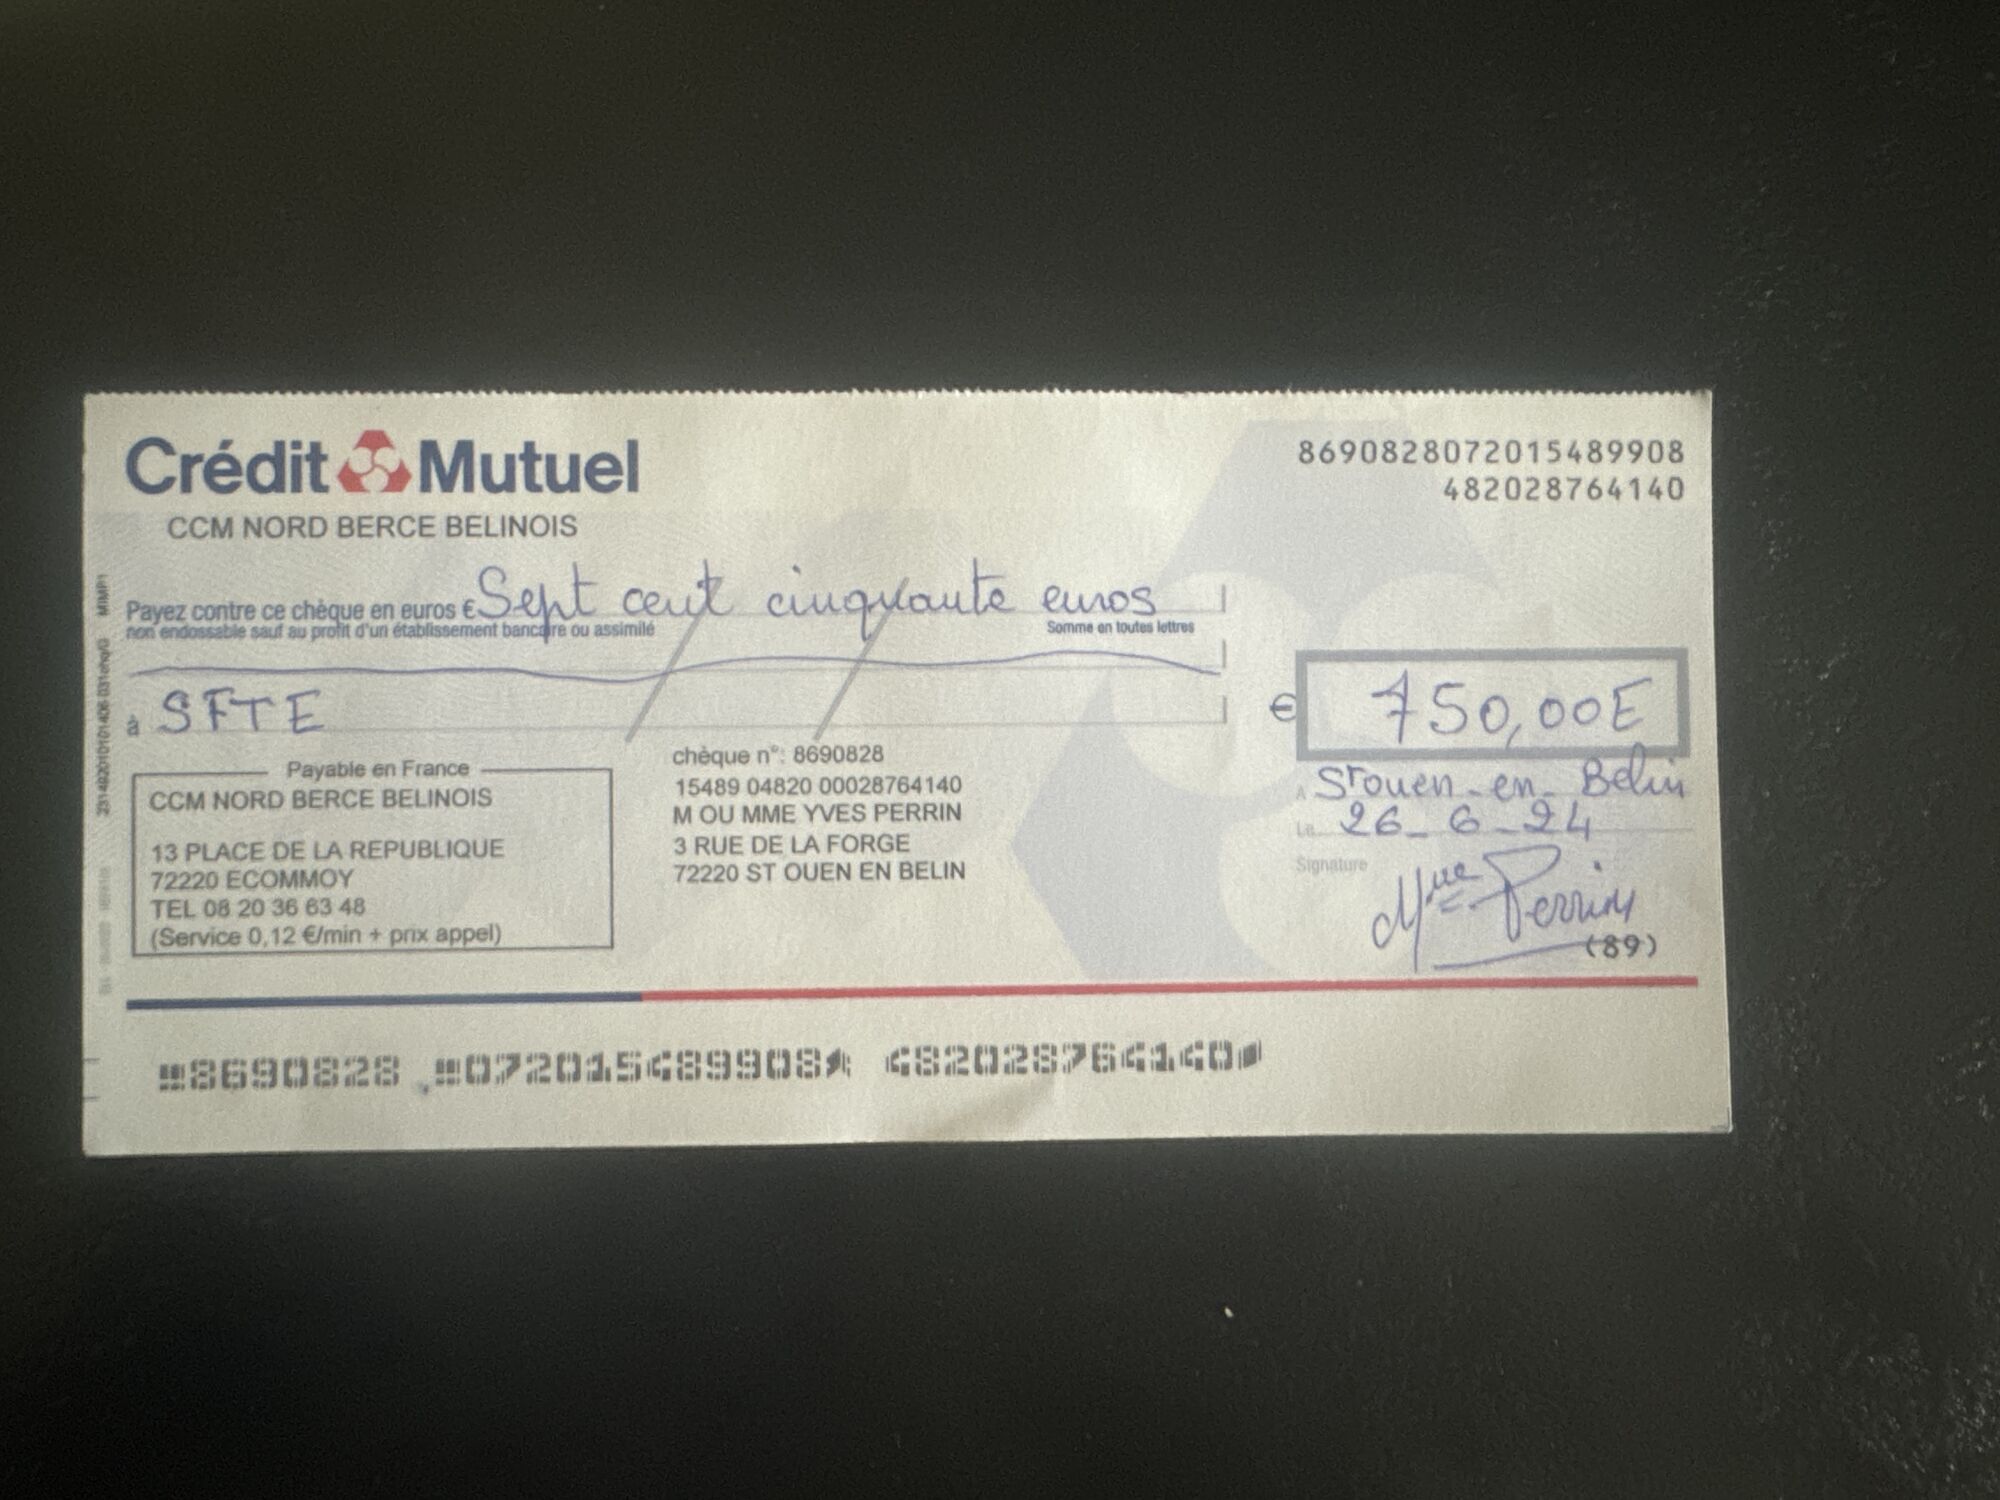 Crédit Mutuel
CCM NORD BERCE BELINOIS
8690828072015489908
482028764140
Payez contre ce chèque en euros € Sept cent cinquante euros
non endossable sauf au profit d'un établissement bancaire ou assimilé
Somme en toutes lettres
à SFTE
€ 750,00E
Payable en France
CCM NORD BERCE BELINOIS
13 PLACE DE LA REPUBLIQUE
72220 ECOMMOY
TEL 08 20 36 63 48
(Service 0,12 €/min + prix appel)
chèque n°: 8690828
15489 04820 00028764140
M OU MME YVES PERRIN
3 RUE DE LA FORGE
72220 ST OUEN EN BELIN
A St ouen-en-Belin
Le 26-6-24
Signature
Mme Perrin
(89)
8690828 072015489908 482028764140
MIMP1